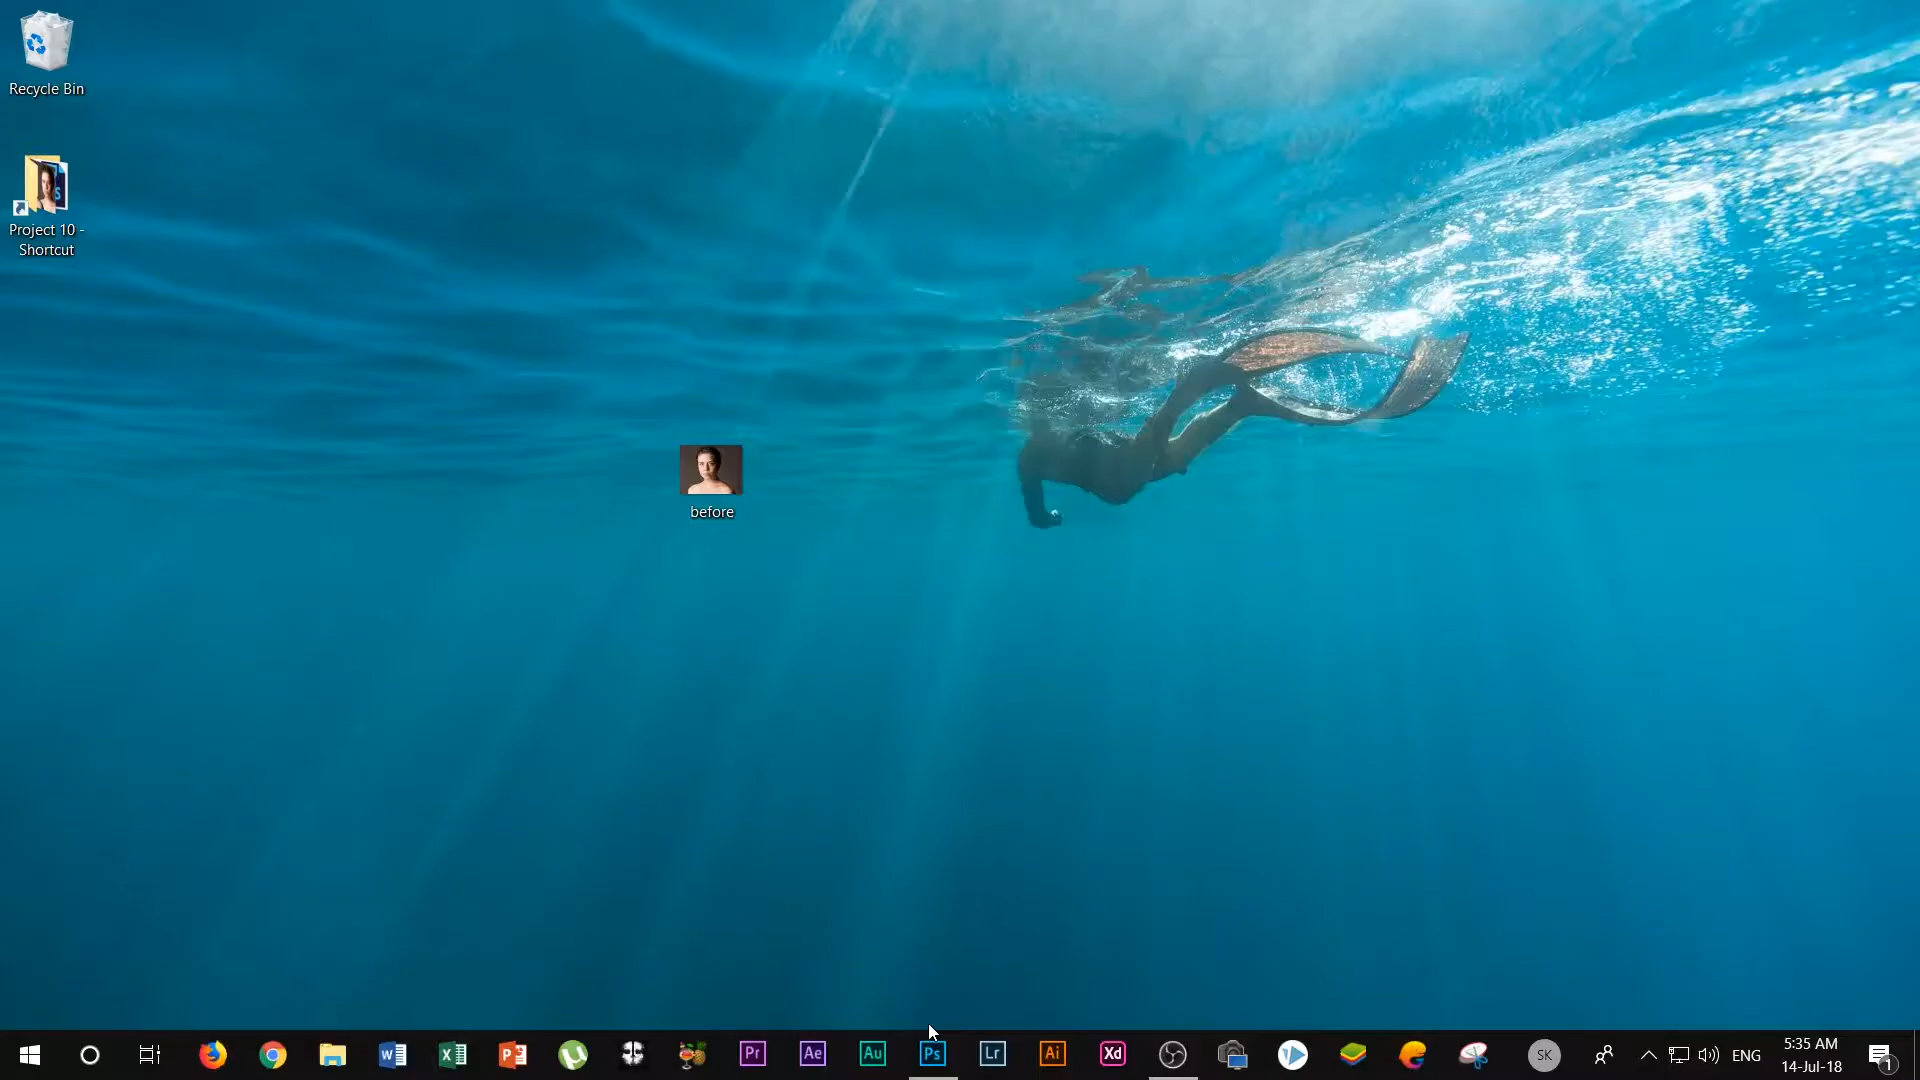 Recycle Bin
Project 10 -
Shortcut
before
Pr
Ae
Au
Ps
Lr
Ai
Xd
SK
ENG
5:35 AM
14-Jul-18
1